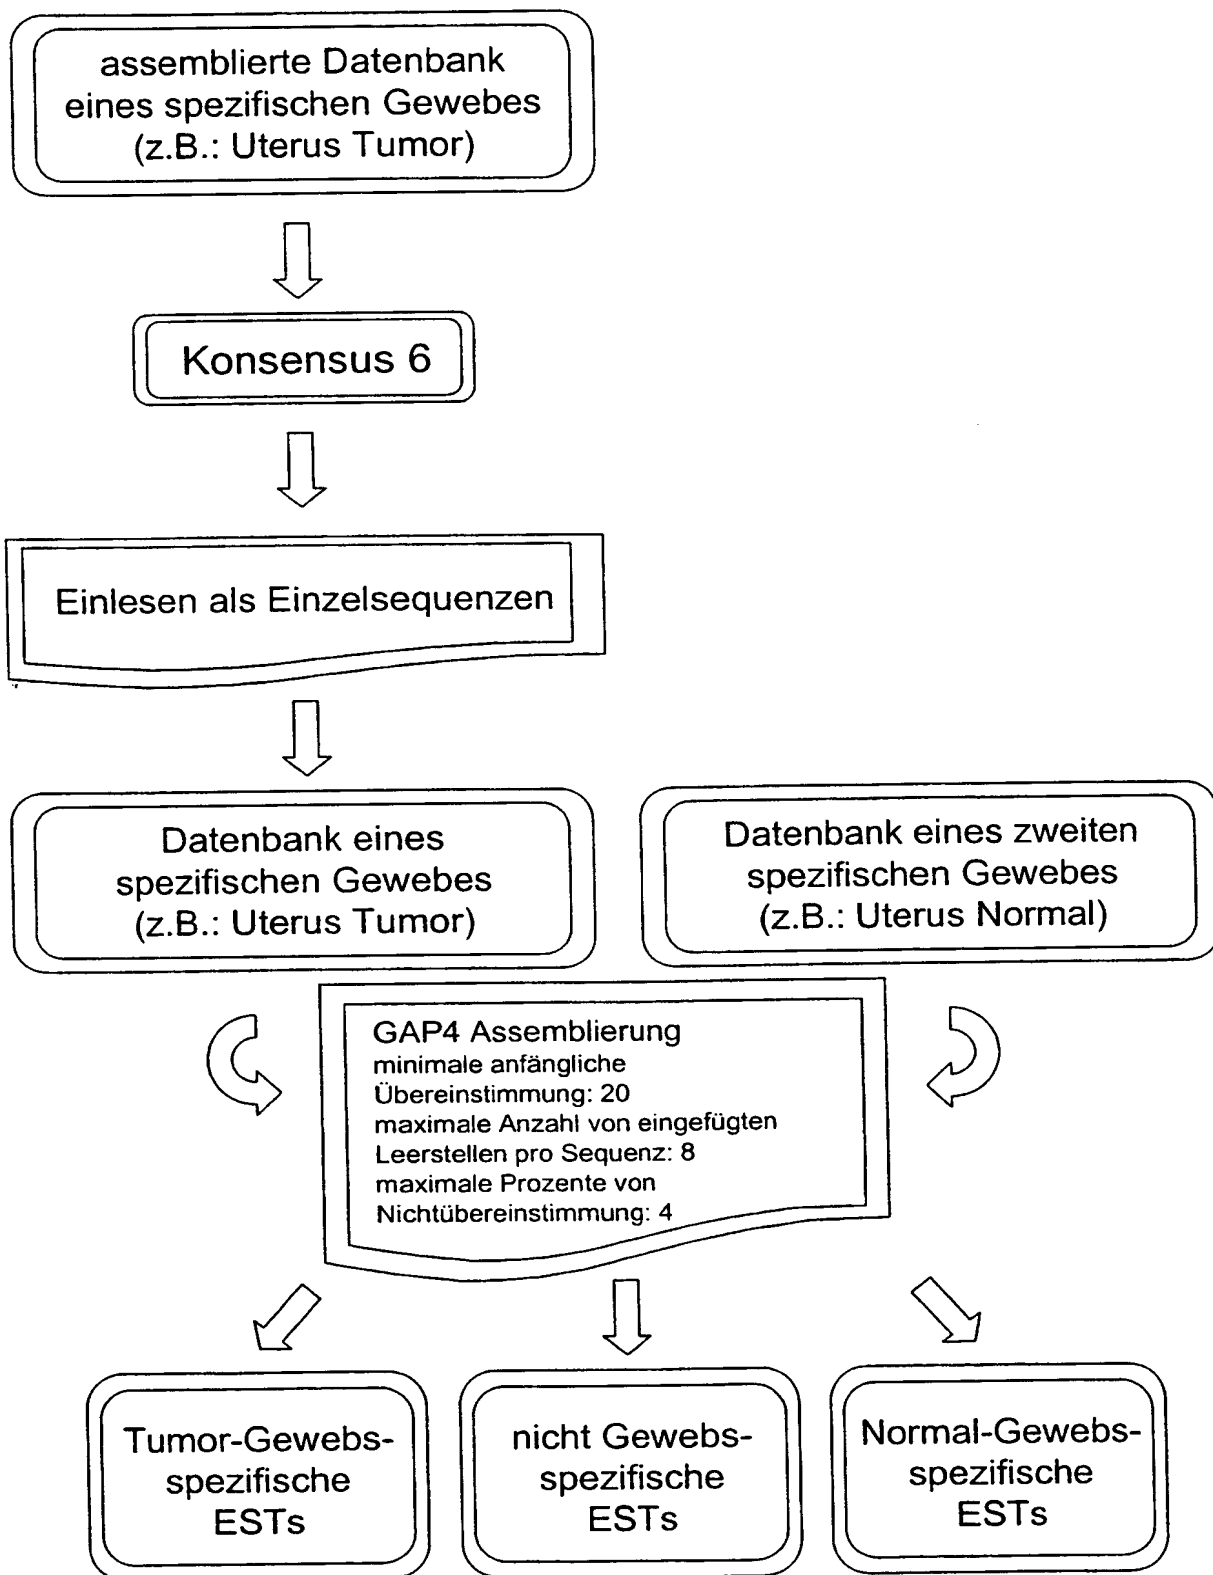 assemblierte Datenbank
eines spezifischen Gewebes
(z.B.: Uterus Tumor)
Konsensus 6
Einlesen als Einzelsequenzen
Datenbank eines
spezifischen Gewebes
(z.B.: Uterus Tumor)
Datenbank eines zweiten
spezifischen Gewebes
(z.B.: Uterus Normal)
GAP4 Assemblierung
minimale anfängliche
Übereinstimmung: 20
maximale Anzahl von eingefügten
Leerstellen pro Sequenz: 8
maximale Prozente von
Nichtübereinstimmung: 4
Tumor-Gewebs-
spezifische
ESTs
nicht Gewebs-
spezifische
ESTs
Normal-Gewebs-
spezifische
ESTs